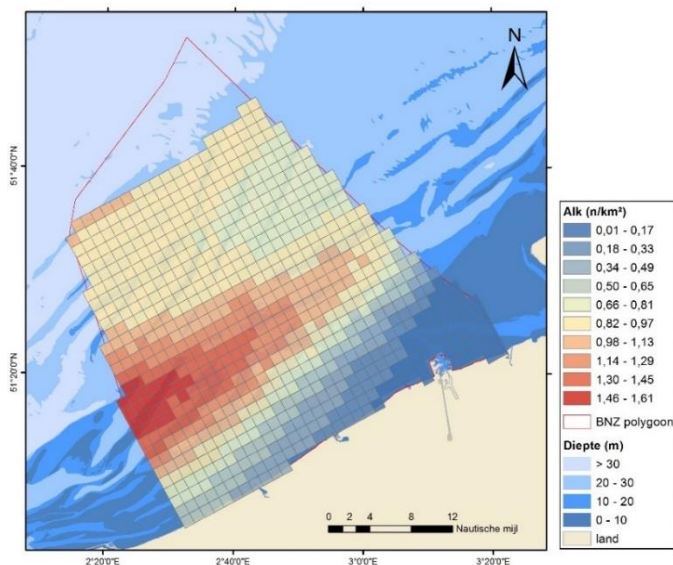 N
51°40'0"N
51°20'0"N
2°20'0"E
2°40'0"E
3°0'0"E
3°20'0"E
0 2 4 8 12
Nautische mijl
Alk (n/km²)
0,01 - 0,17
0,18 - 0,33
0,34 - 0,49
0,50 - 0,65
0,66 - 0,81
0,82 - 0,97
0,98 - 1,13
1,14 - 1,29
1,30 - 1,45
1,46 - 1,61
BNZ polygoon
Diepte (m)
> 30
20 - 30
10 - 20
0 - 10
land